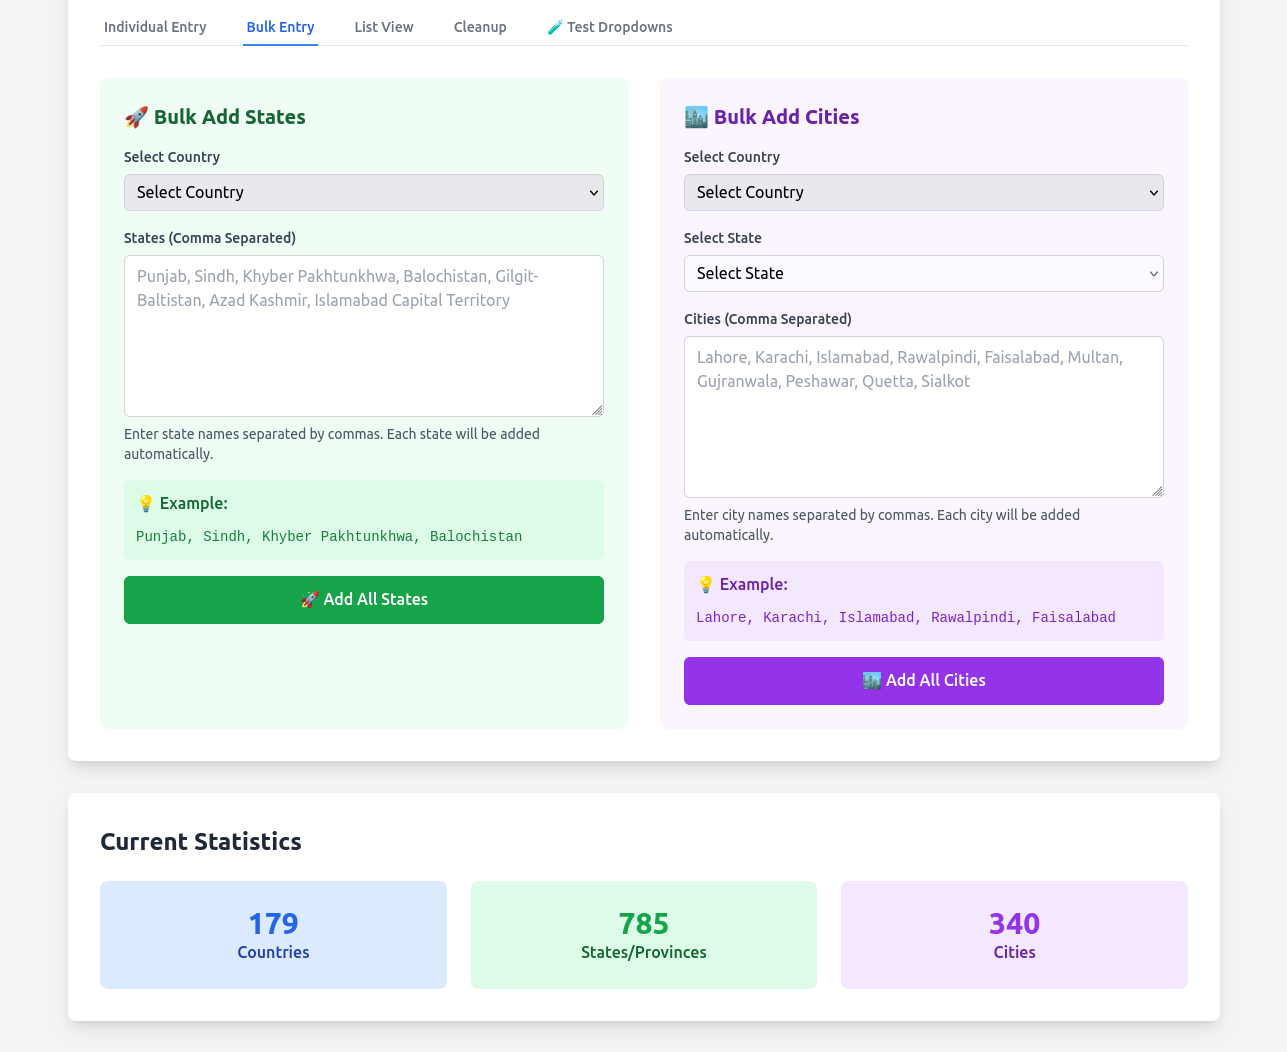 Individual Entry
Bulk Entry
List View
Cleanup
🧪 Test Dropdowns
🚀 Bulk Add States
Select Country
Select Country
States (Comma Separated)
Punjab, Sindh, Khyber Pakhtunkhwa, Balochistan, Gilgit-
Baltistan, Azad Kashmir, Islamabad Capital Territory
Enter state names separated by commas. Each state will be added
automatically.
💡 Example:
Punjab, Sindh, Khyber Pakhtunkhwa, Balochistan
🚀 Add All States
🏙️ Bulk Add Cities
Select Country
Select Country
Select State
Select State
Cities (Comma Separated)
Lahore, Karachi, Islamabad, Rawalpindi, Faisalabad, Multan,
Gujranwala, Peshawar, Quetta, Sialkot
Enter city names separated by commas. Each city will be added
automatically.
💡 Example:
Lahore, Karachi, Islamabad, Rawalpindi, Faisalabad
🏙️ Add All Cities
Current Statistics
179
Countries
785
States/Provinces
340
Cities